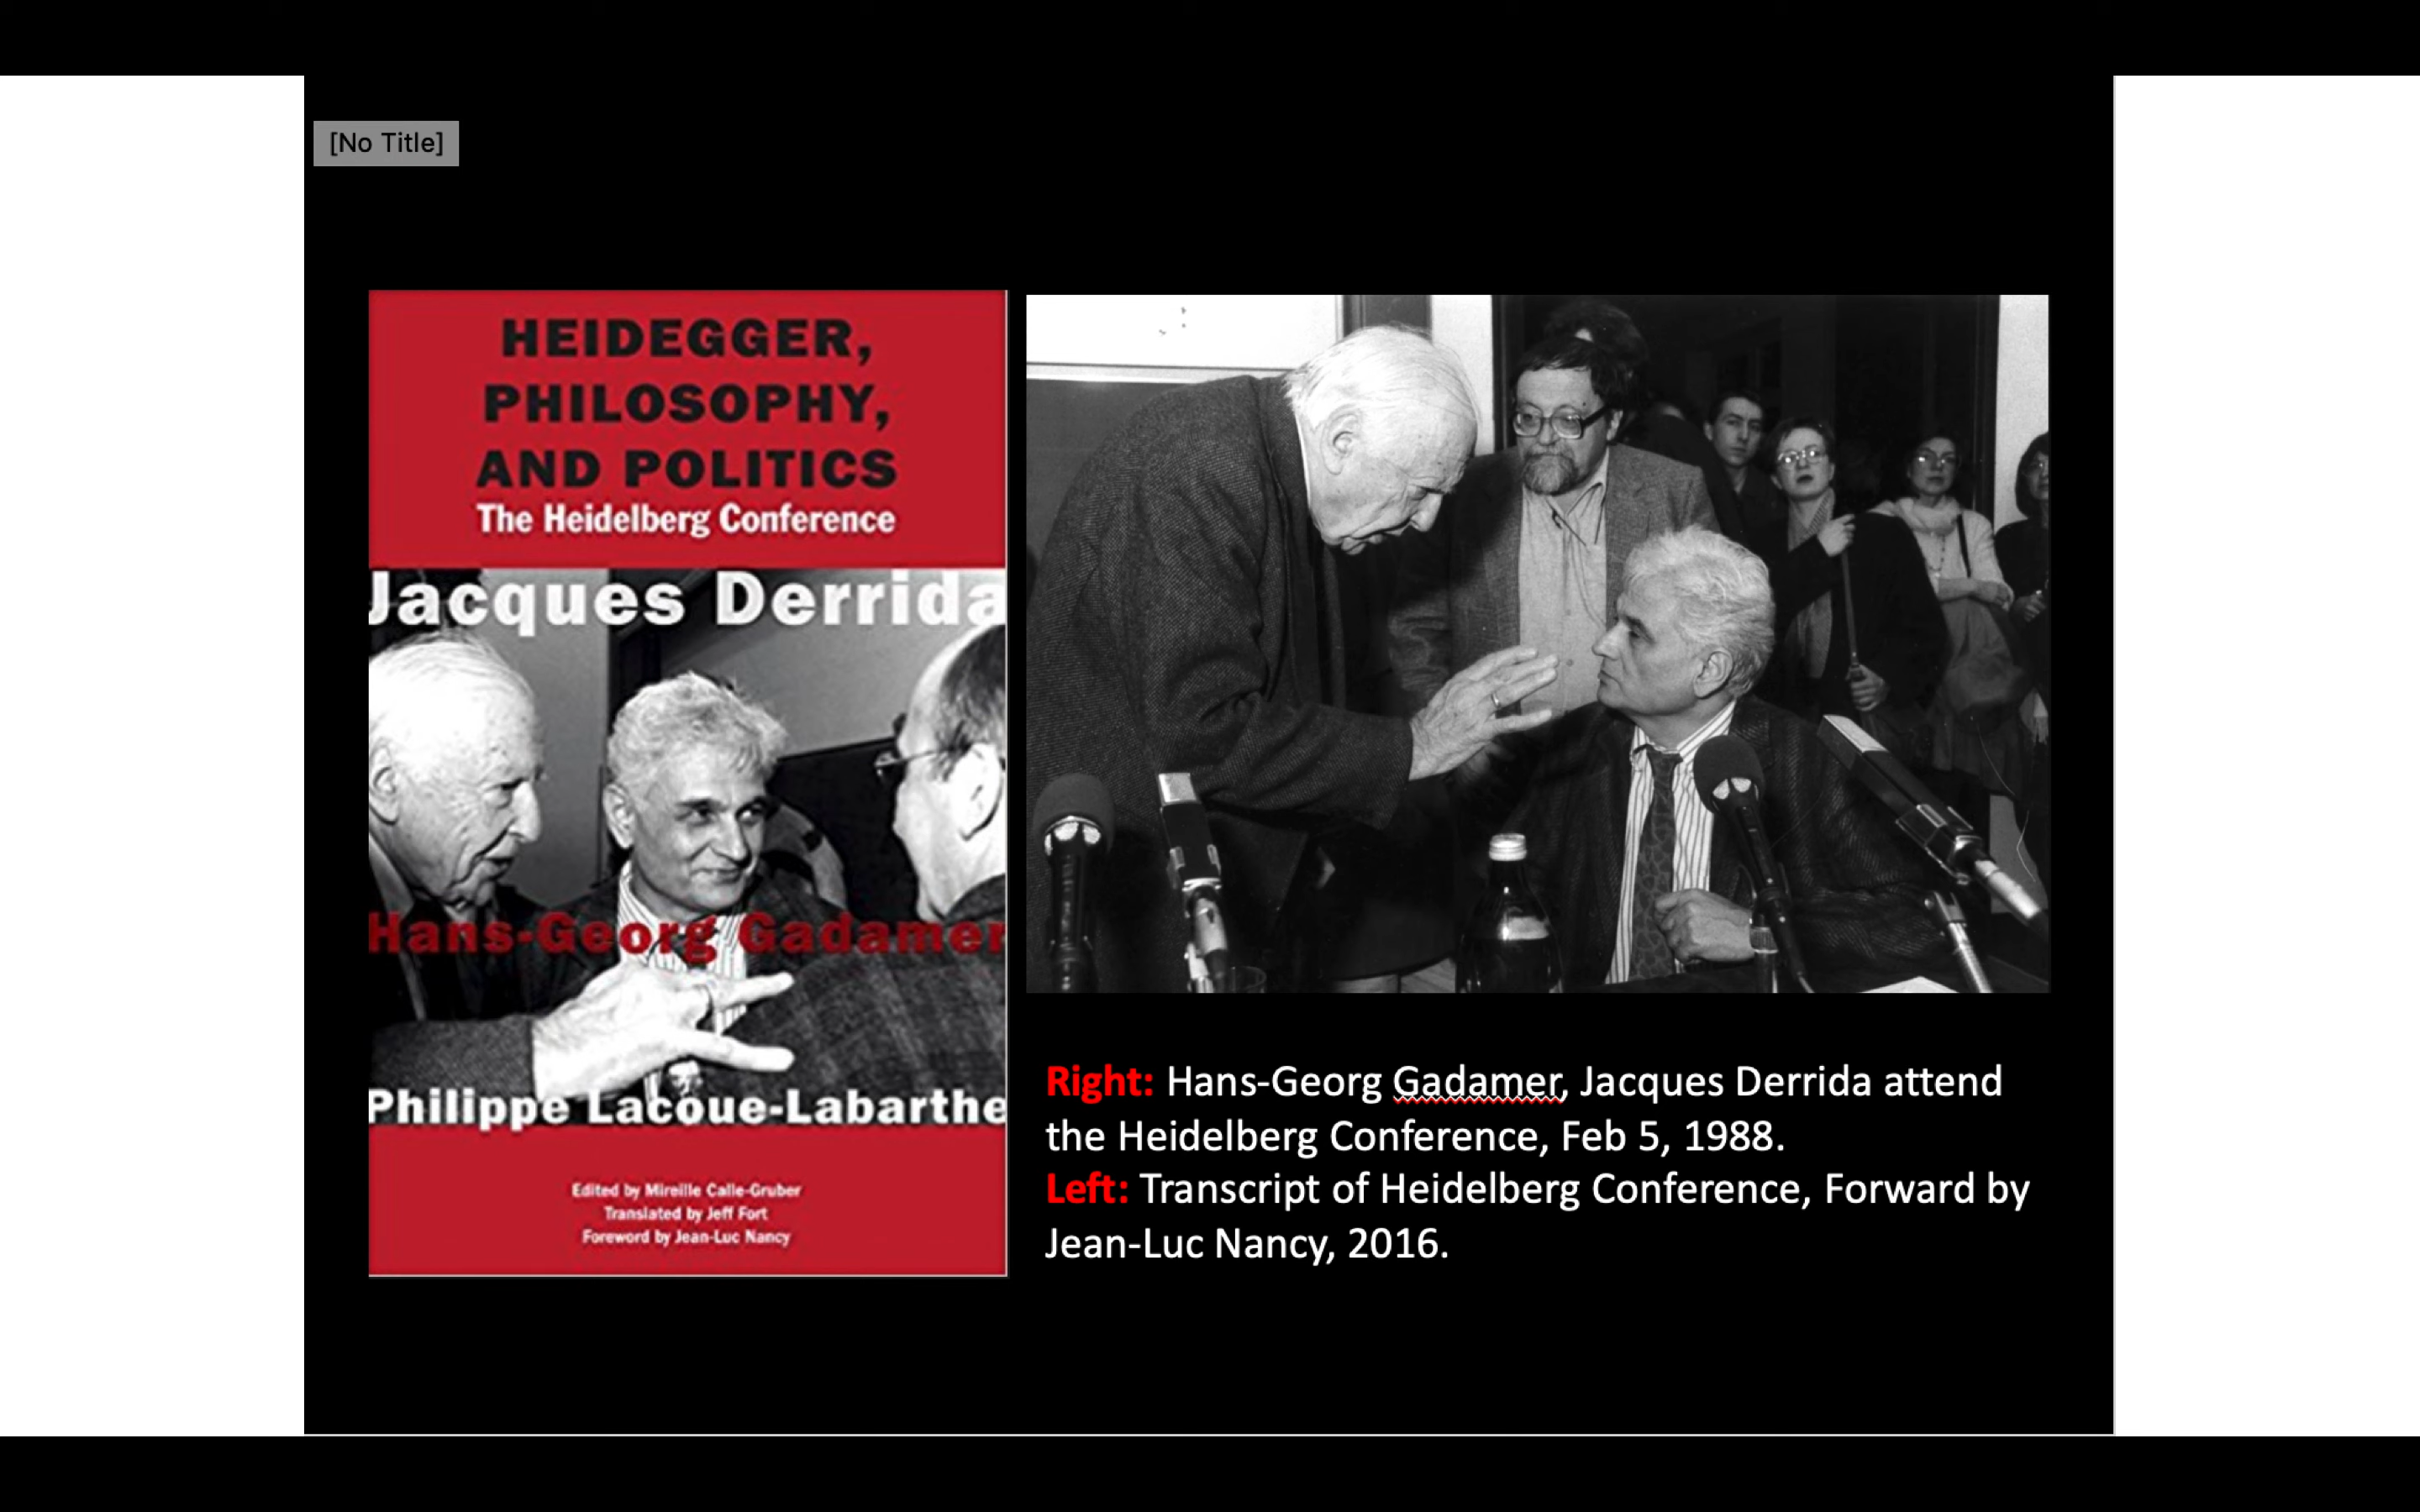 [No Title]
HEIDEGGER,
PHILOSOPHY,
AND POLITICS
The Heidelberg Conference
Jacques Derrida
Hans-Georg Gadamer
Philippe Lacoue-Labarthe
Edited by Mireille Calle-Gruber
Translated by Jeff Fort
Foreword by Jean-Luc Nancy
Right: Hans-Georg Gadamer, Jacques Derrida attend
the Heidelberg Conference, Feb 5, 1988.
Left: Transcript of Heidelberg Conference, Forward by
Jean-Luc Nancy, 2016.